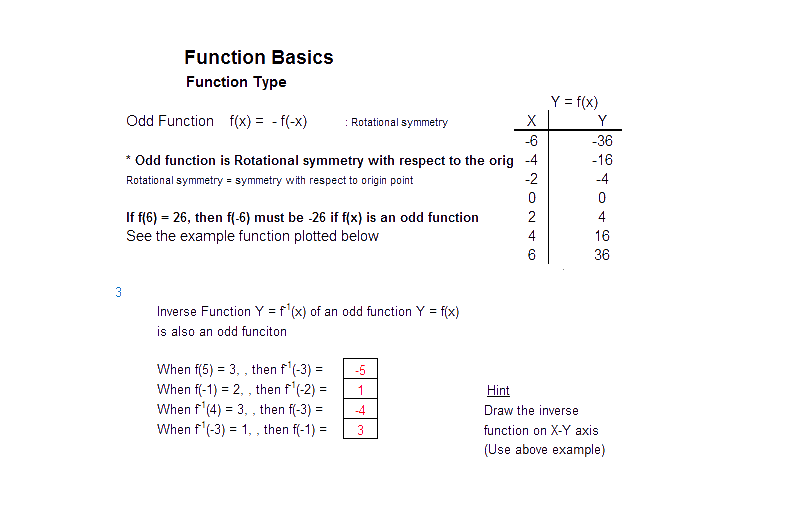 Function Basics
Function Type
Y = f(x)
Odd Function f(x) = - f(-x) : Rotational symmetry X Y
-6 -36
* Odd function is Rotational symmetry with respect to the orig -4 -16
Rotational symmetry = symmetry with respect to origin point -2 -4
0 0
If f(6) = 26, then f(-6) must be -26 if f(x) is an odd function 2 4
See the example function plotted below 4 16
6 36
3
Inverse Function Y = f⁻¹(x) of an odd function Y = f(x)
is also an odd funciton
When f(5) = 3, , then f⁻¹(-3) = -5
When f(-1) = 2, , then f⁻¹(-2) = 1 Hint
When f⁻¹(4) = 3, , then f(-3) = -4 Draw the inverse
When f⁻¹(-3) = 1, , then f(-1) = 3 function on X-Y axis
(Use above example)